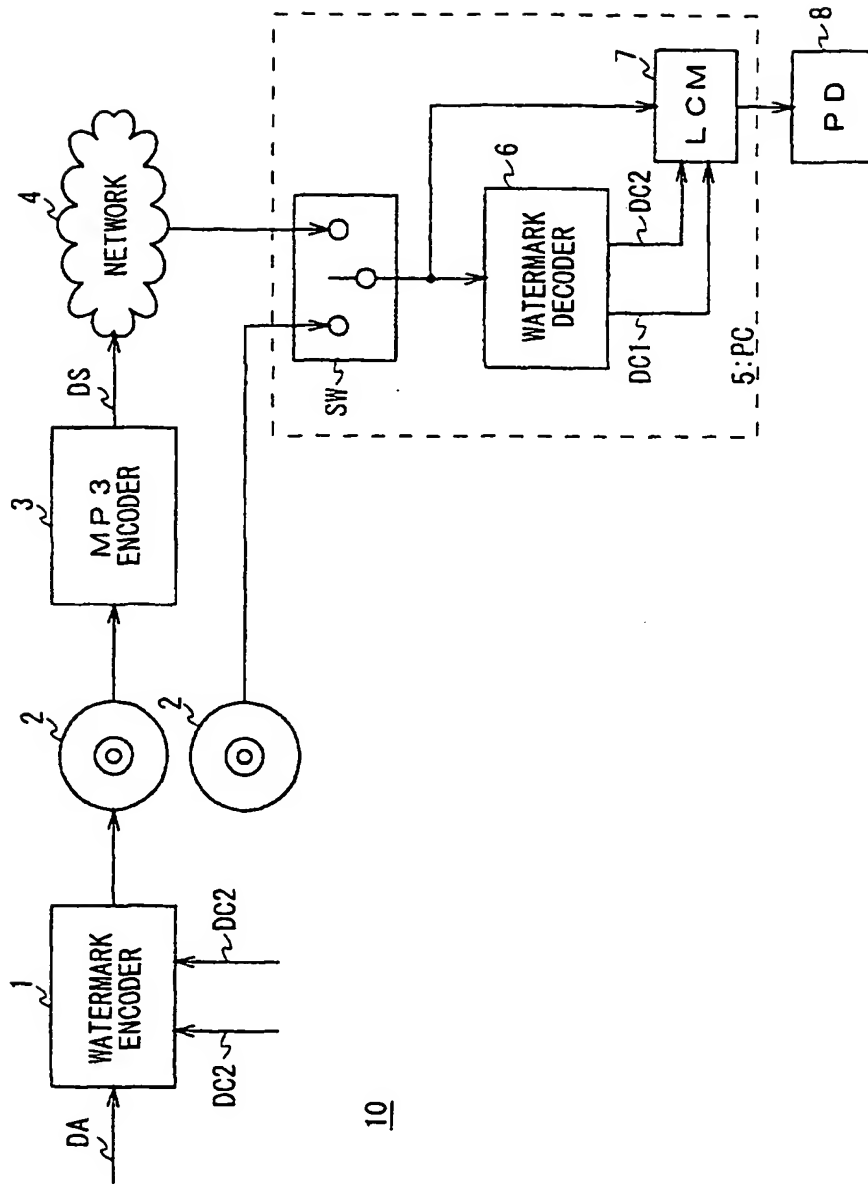 DA
1
WATERMARK
ENCODER
DC2
DC2
2
2
3
MP3
ENCODER
DS
4
NETWORK
SW
6
WATERMARK
DECODER
DC1
DC2
7
LCM
5:PC
8
PD
10